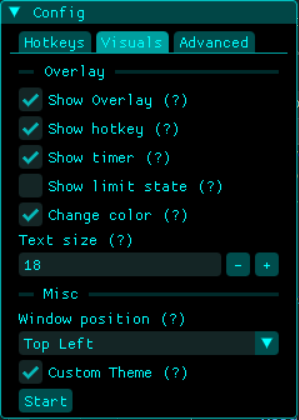 Config
Hotkeys Visuals Advanced
Overlay
Show Overlay (?)
Show hotkey (?)
Show timer (?)
Show limit state (?)
Change color (?)
Text size (?)
18 - +
Misc
Window position (?)
Top Left
Custom Theme (?)
Start